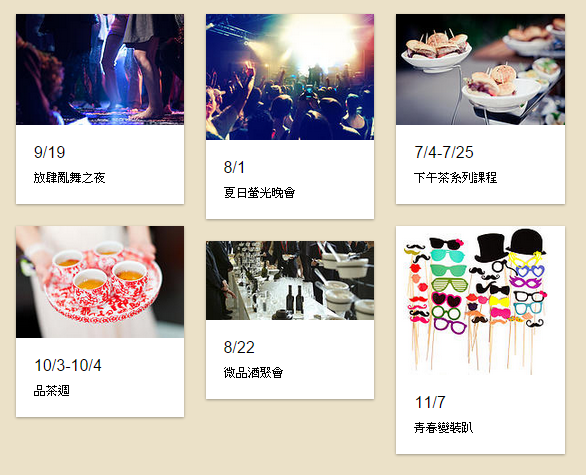 9/19
放肆亂舞之夜
8/1
夏日螢光晚會
7/4-7/25
下午茶系列課程
10/3-10/4
品茶週
8/22
微品酒聚會
11/7
青春變裝趴